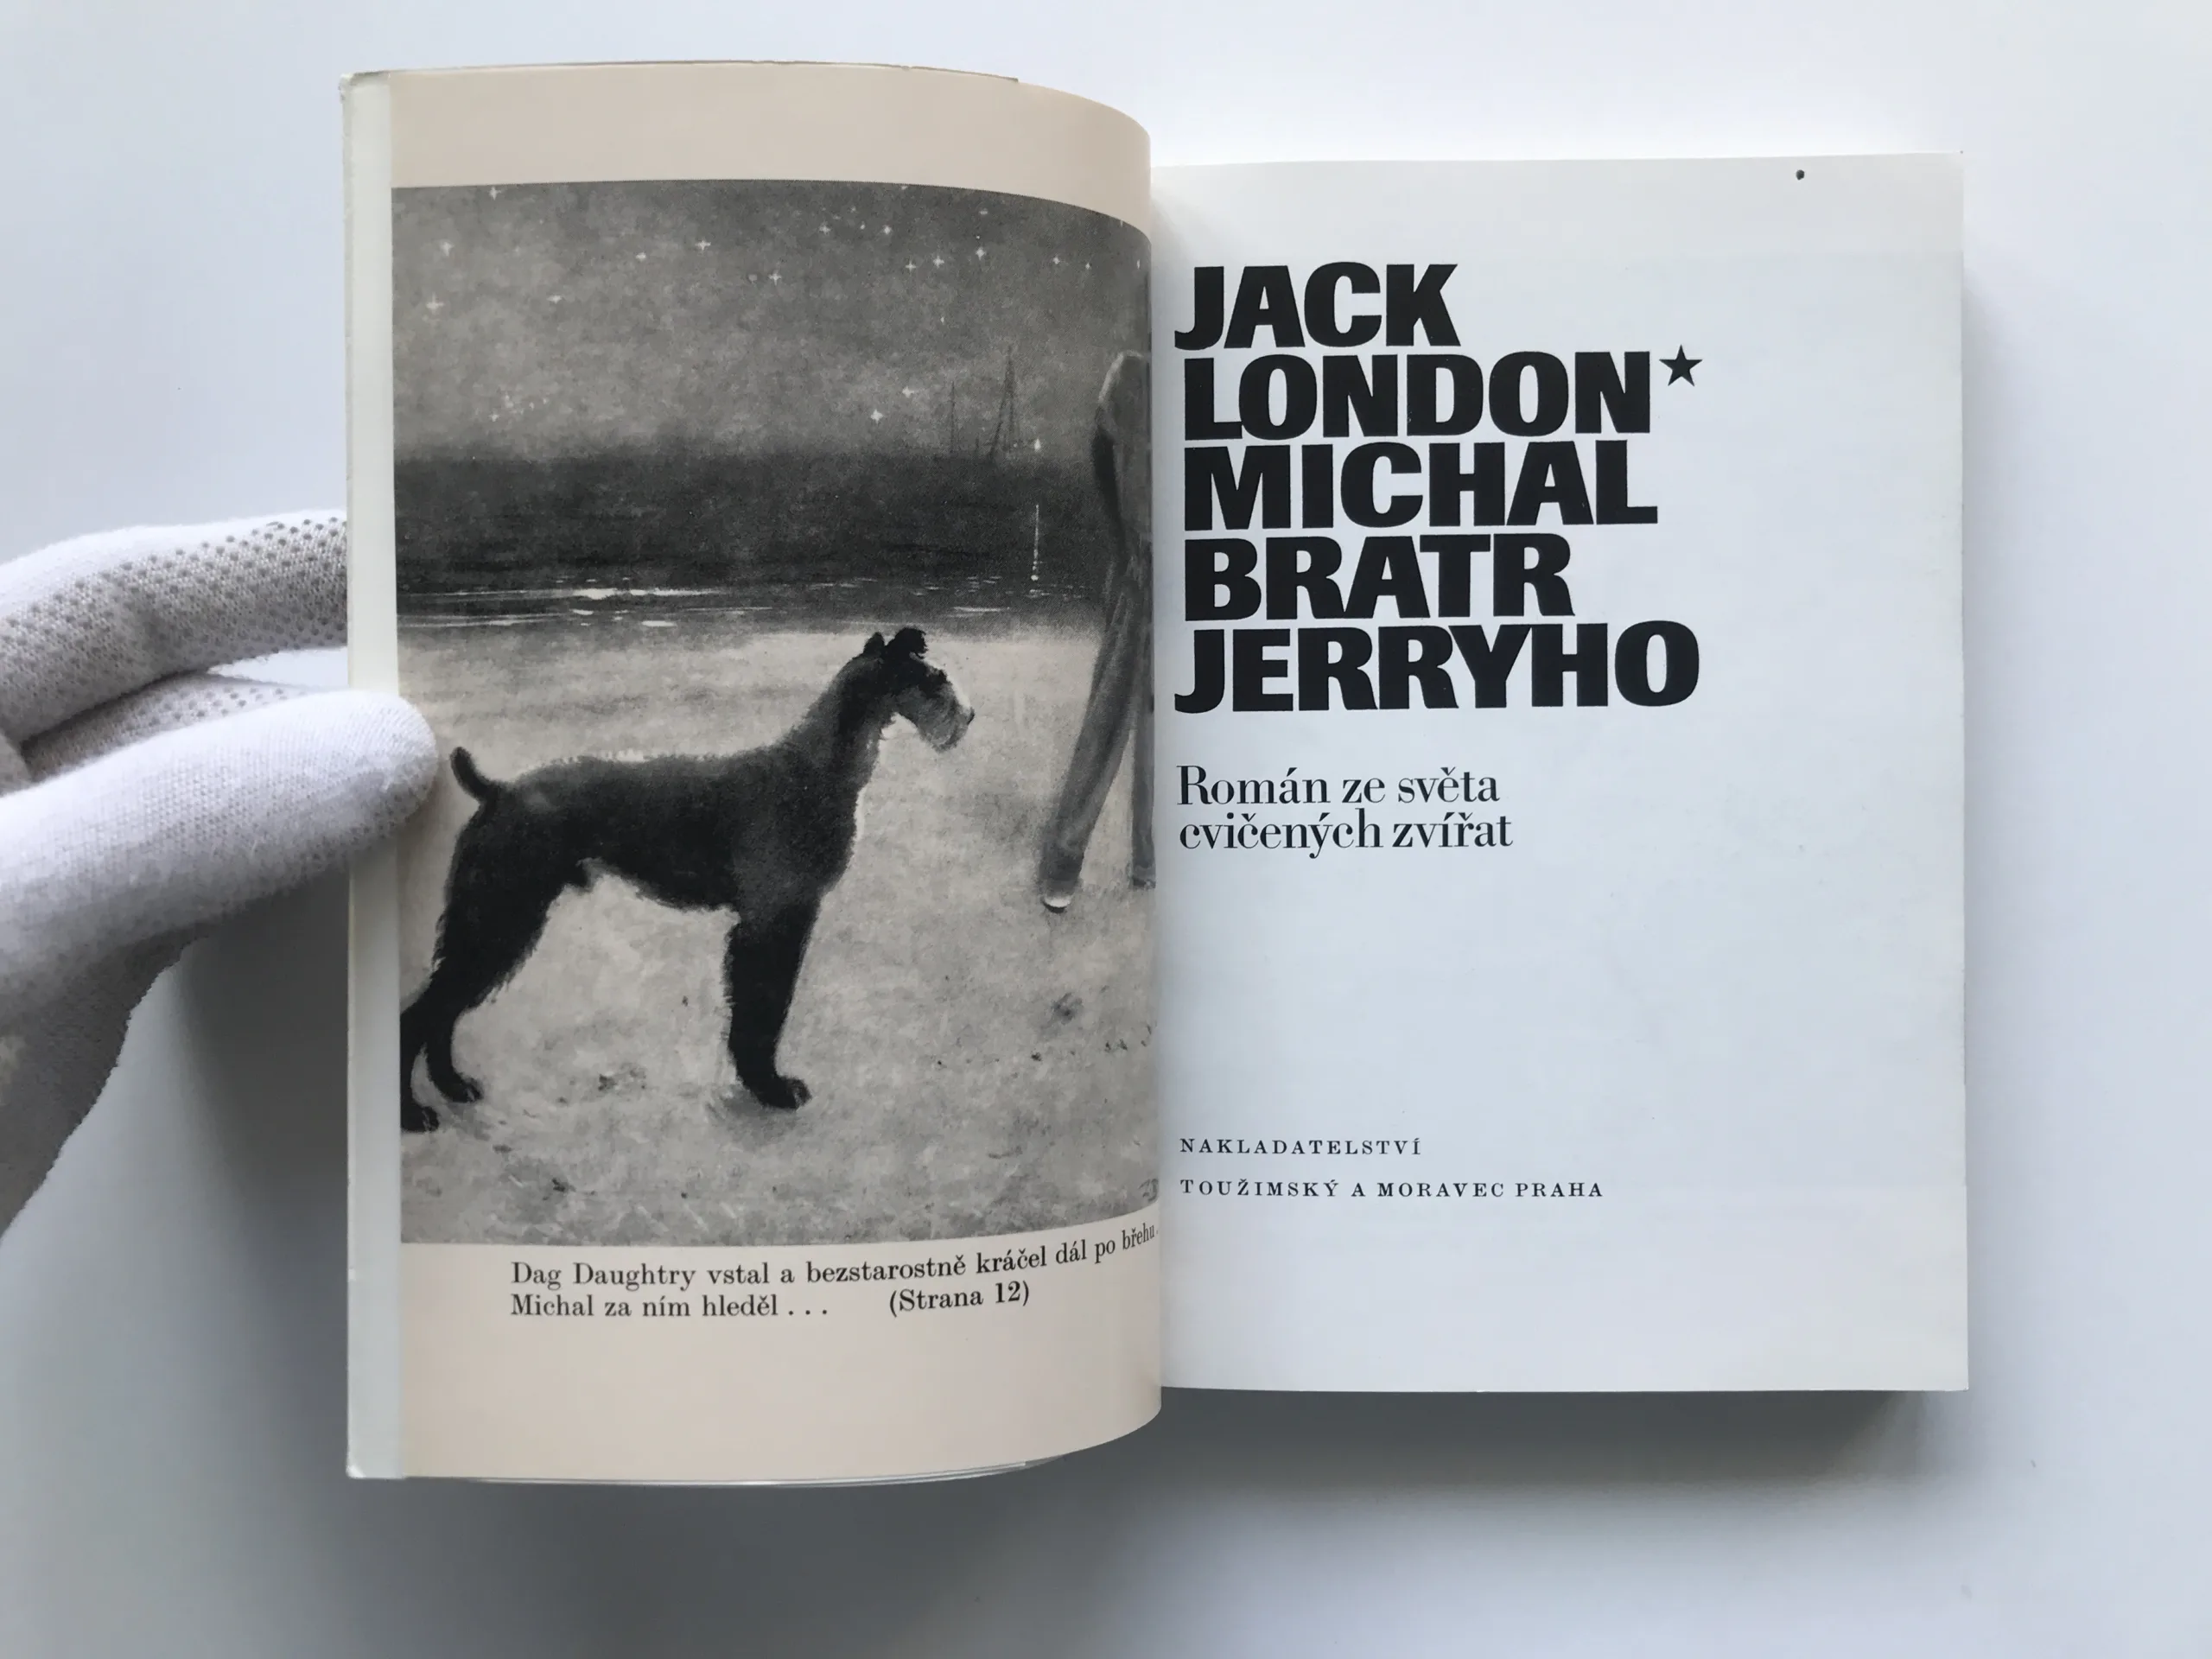 Dag Daughtry vstal a bezstarostně kráčel dál po břehu.
Michal za ním hleděl . . . (Strana 12)
JACK
LONDON★
MICHAL
BRATR
JERRYHO
Román ze světa
cvičených zvířat
NAKLADATELSTVÍ
TOUŽIMSKÝ A MORAVEC PRAHA